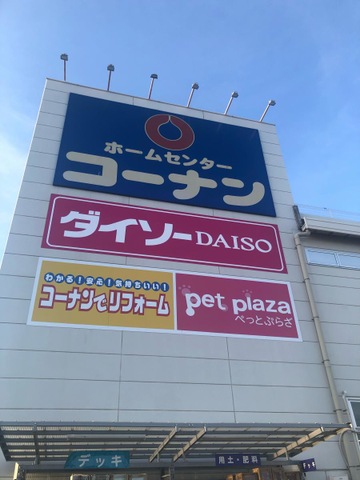 ホームセンター
コーナン
ダイソー DAISO
わかる!安心!気持ちいい!
コーナンでリフォーム
pet plaza
ぺっとぷらざ
デッキ
用土・肥料